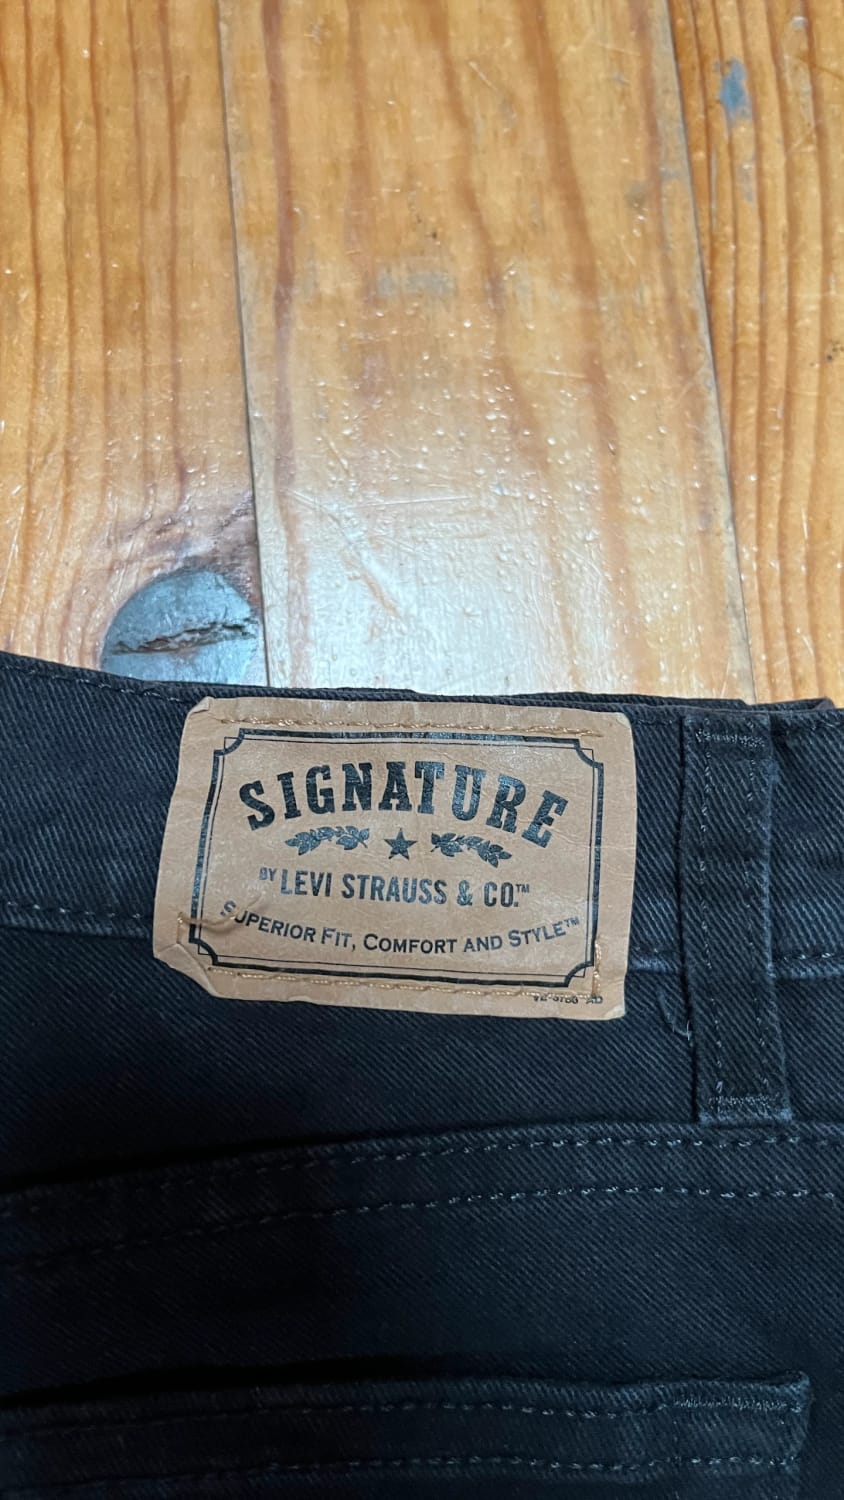 SIGNATURE
BY LEVI STRAUSS & CO.™
SUPERIOR FIT, COMFORT AND STYLE™